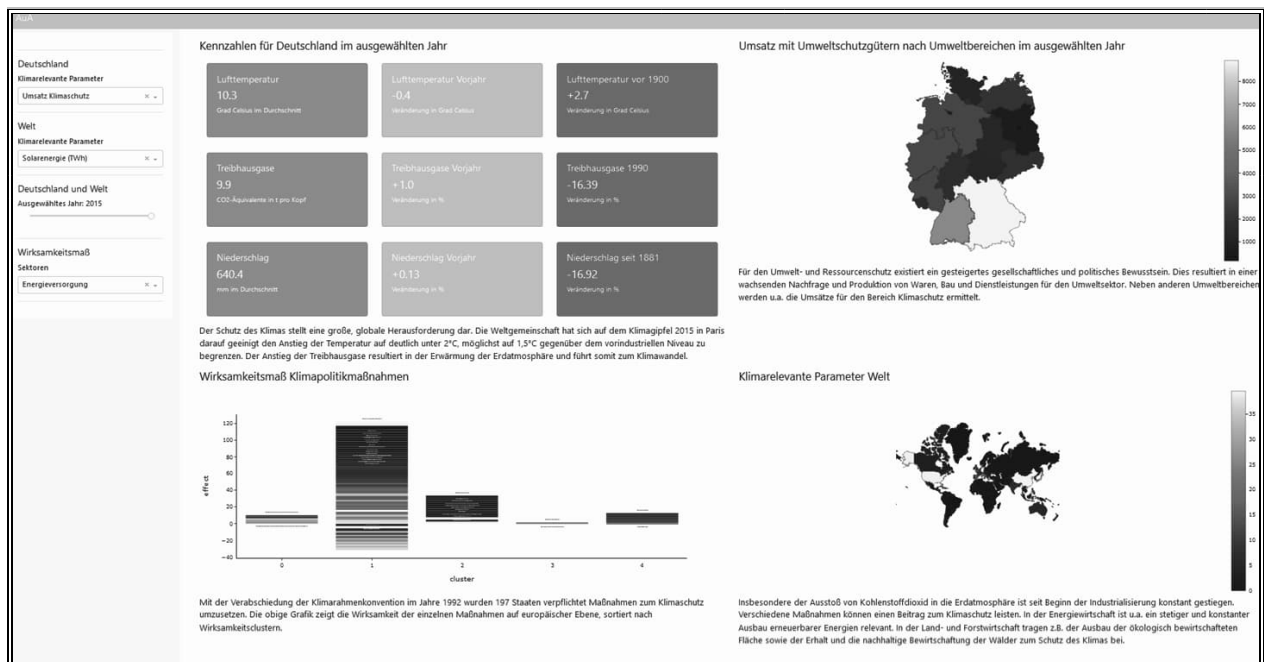 AuA
Deutschland
Klimarelevante Parameter
Umsatz Klimaschutz
Welt
Klimarelevante Parameter
Solarenergie (TWh)
Deutschland und Welt
Ausgewähltes Jahr: 2015
Wirksamkeitsmaß
Sektoren
Energieversorgung
Kennzahlen für Deutschland im ausgewählten Jahr
Lufttemperatur
10.3
Grad Celsius im Durchschnitt
Lufttemperatur Vorjahr
-0.4
Veränderung in Grad Celsius
Lufttemperatur vor 1900
+2.7
Veränderung in Grad Celsius
Treibhausgase
9.9
CO2-Äquivalente in t pro Kopf
Treibhausgase Vorjahr
+1.0
Veränderung in %
Treibhausgase 1990
-16.39
Veränderung in %
Niederschlag
640.4
mm im Durchschnitt
Niederschlag Vorjahr
+0.13
Veränderung in %
Niederschlag seit 1881
-16.92
Veränderung in %
Der Schutz des Klimas stellt eine große, globale Herausforderung dar. Die Weltgemeinschaft hat sich auf dem Klimagipfel 2015 in Paris
darauf geeinigt den Anstieg der Temperatur auf deutlich unter 2°C, möglichst auf 1,5°C gegenüber dem vorindustriellen Niveau zu
begrenzen. Der Anstieg der Treibhausgase resultiert in der Erwärmung der Erdatmosphäre und führt somit zum Klimawandel.
Umsatz mit Umweltschutzgütern nach Umweltbereichen im ausgewählten Jahr
8000
7000
6000
5000
4000
3000
2000
1000
Für den Umwelt- und Ressourcenschutz existiert ein gesteigertes gesellschaftliches und politisches Bewusstsein. Dies resultiert in einer
wachsenden Nachfrage und Produktion von Waren, Bau und Dienstleistungen für den Umweltsektor. Neben anderen Umweltbereichen
werden u.a. die Umsätze für den Bereich Klimaschutz ermittelt.
Wirksamkeitsmaß Klimapolitikmaßnahmen
120
100
80
60
40
20
0
−20
−40
effect
0
1
2
3
4
cluster
Mit der Verabschiedung der Klimarahmenkonvention im Jahre 1992 wurden 197 Staaten verpflichtet Maßnahmen zum Klimaschutz
umzusetzen. Die obige Grafik zeigt die Wirksamkeit der einzelnen Maßnahmen auf europäischer Ebene, sortiert nach
Wirksamkeitsclustern.
Klimarelevante Parameter Welt
35
30
25
20
15
10
5
0
Insbesondere der Ausstoß von Kohlenstoffdioxid in die Erdatmosphäre ist seit Beginn der Industrialisierung konstant gestiegen.
Verschiedene Maßnahmen können einen Beitrag zum Klimaschutz leisten. In der Energiewirtschaft ist u.a. ein stetiger und konstanter
Ausbau erneuerbarer Energien relevant. In der Land- und Forstwirtschaft tragen z.B. der Ausbau der ökologisch bewirtschafteten
Fläche sowie der Erhalt und die nachhaltige Bewirtschaftung der Wälder zum Schutz des Klimas bei.